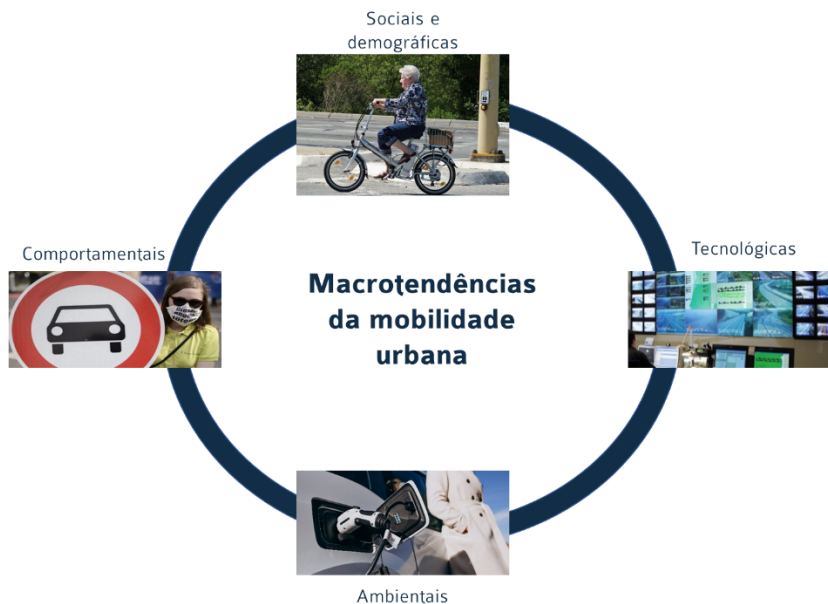 Sociais e
demográficas
Comportamentais
Tecnológicas
Macrotendências
da mobilidade
urbana
Ambientais